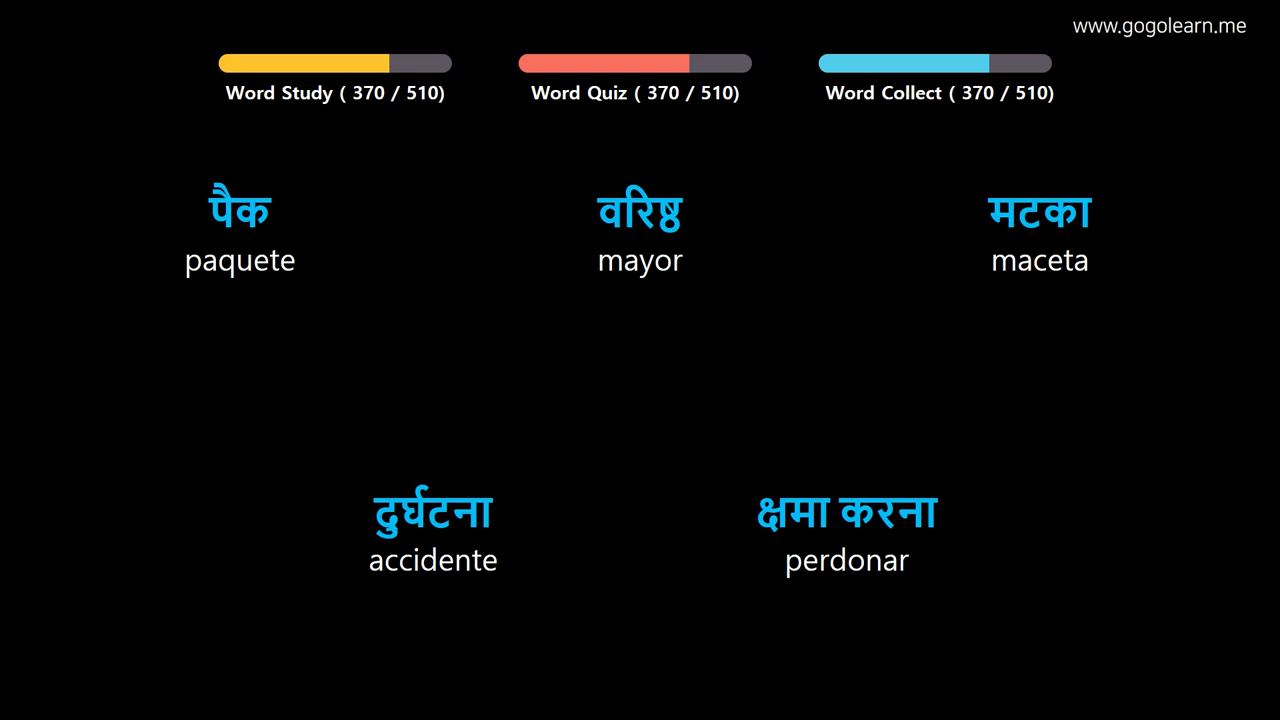 www.gogolearn.me
Word Study ( 370 / 510)
Word Quiz ( 370 / 510)
Word Collect ( 370 / 510)
पैक
paquete
वरिष्ठ
mayor
मटका
maceta
दुर्घटना
accidente
क्षमा करना
perdonar